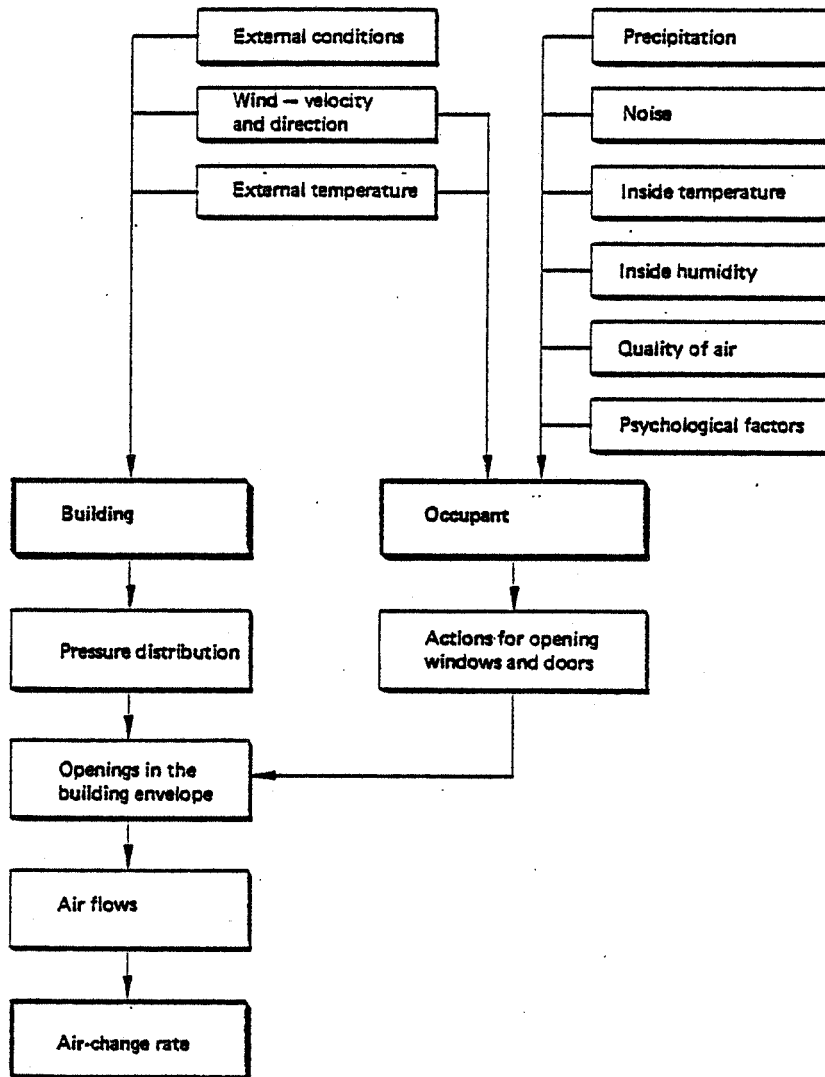 External conditions
Wind — velocity
and direction
External temperature
Precipitation
Noise
Inside temperature
Inside humidity
Quality of air
Psychological factors
Building
Occupant
Pressure distribution
Actions for opening
windows and doors
Openings in the
building envelope
Air flows
Air-change rate